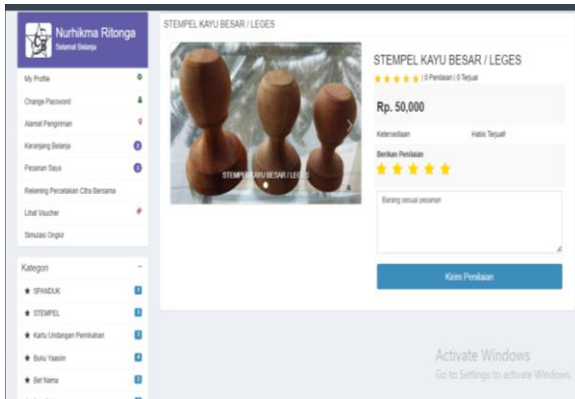 Nurhikma Ritonga
Selamat Belanja
My Profile
Change Password
Alamat Pengiriman
Keranjang Belanja
Pesanan Saya
Rekening Percetakan Citra Bersama
Lihat Voucher
Simulasi Ongkir
Kategori
SPANDUK
STEMPEL
Kartu Undangan Pernikahan
Buku Yaasin
Bet Nama
STEMPEL KAYU BESAR / LEGES
STEMPEL KAYU BESAR / LEGES
STEMPEL KAYU BESAR / LEGES
| 0 Penilaian | 0 Terjual
Rp. 50,000
Ketersediaan Habis Terjual!
Berikan Penilaian
Barang sesuai pesanan
Kirim Penilaian
Activate Windows
Go to Settings to activate Windows.